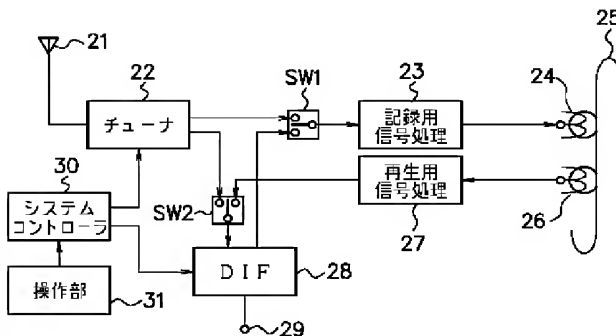 21
22
チューナ
SW1
23
記録用
信号処理
24
25
30
システム
コントローラ
SW2
再生用
信号処理
27
26
DIF
28
操作部
31
29